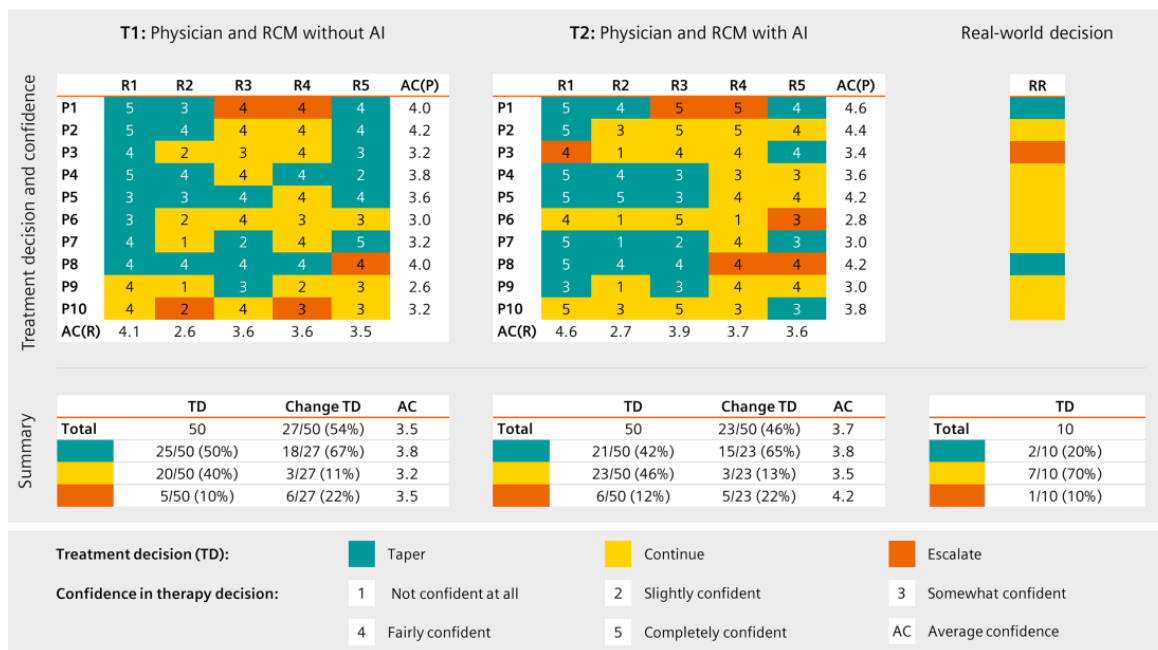 T1: Physician and RCM without AI T2: Physician and RCM with AI Real-world decision
Treatment decision and confidence
R1 R2 R3 R4 R5 AC(P) R1 R2 R3 R4 R5 AC(P) RR
P1 5 3 4 4 4 4.0 P1 5 4 5 5 4 4.6
P2 5 4 4 4 4 4.2 P2 5 3 5 5 4 4.4
P3 4 2 3 4 3 3.2 P3 4 1 4 4 4 3.4
P4 5 4 4 4 2 3.8 P4 5 4 3 3 3 3.6
P5 3 3 4 4 4 3.6 P5 5 5 3 4 4 4.2
P6 3 2 4 3 3 3.0 P6 4 1 5 1 3 2.8
P7 4 1 2 4 5 3.2 P7 5 1 2 4 3 3.0
P8 4 4 4 4 4 4.0 P8 5 4 4 4 4 4.2
P9 4 1 3 2 3 2.6 P9 3 1 3 4 4 3.0
P10 4 2 4 3 3 3.2 P10 5 3 5 3 3 3.8
AC(R) 4.1 2.6 3.6 3.6 3.5 AC(R) 4.6 2.7 3.9 3.7 3.6
Summary
TD Change TD AC TD Change TD AC TD
Total 50 27/50 (54%) 3.5 Total 50 23/50 (46%) 3.7 Total 10
25/50 (50%) 18/27 (67%) 3.8 21/50 (42%) 15/23 (65%) 3.8 2/10 (20%)
20/50 (40%) 3/27 (11%) 3.2 23/50 (46%) 3/23 (13%) 3.5 7/10 (70%)
5/50 (10%) 6/27 (22%) 3.5 6/50 (12%) 5/23 (22%) 4.2 1/10 (10%)
Treatment decision (TD): Taper Continue Escalate
Confidence in therapy decision: 1 Not confident at all 2 Slightly confident 3 Somewhat confident
4 Fairly confident 5 Completely confident AC Average confidence